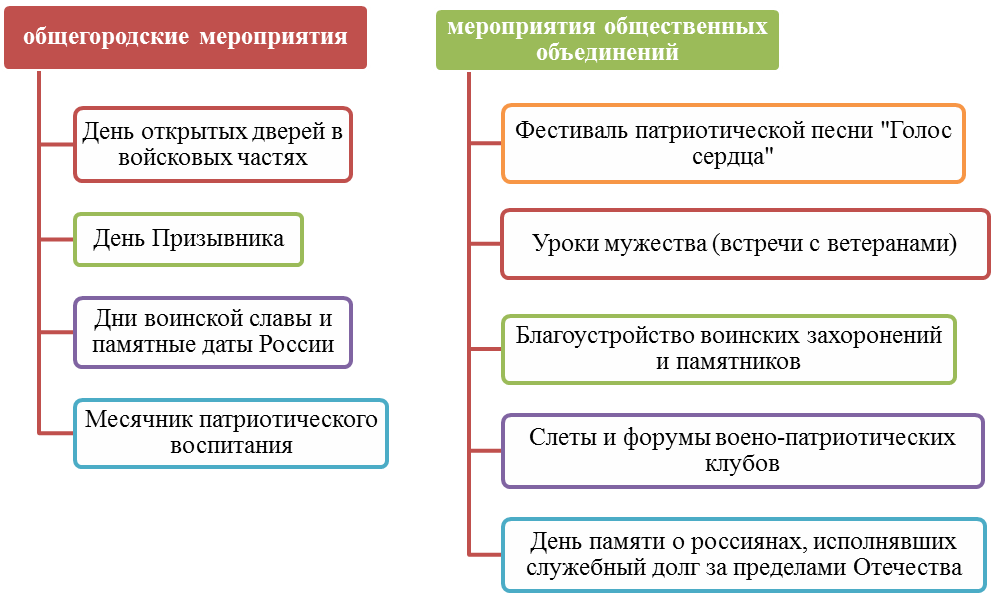 общегородские мероприятия
День открытых дверей в
войсковых частях
День Призывника
Дни воинской славы и
памятные даты России
Месячник патриотического
воспитания
мероприятия общественных
объединений
Фестиваль патриотической песни "Голос
сердца"
Уроки мужества (встречи с ветеранами)
Благоустройство воинских захоронений
и памятников
Слеты и форумы воено-патриотических
клубов
День памяти о россиянах, исполнявших
служебный долг за пределами Отечества